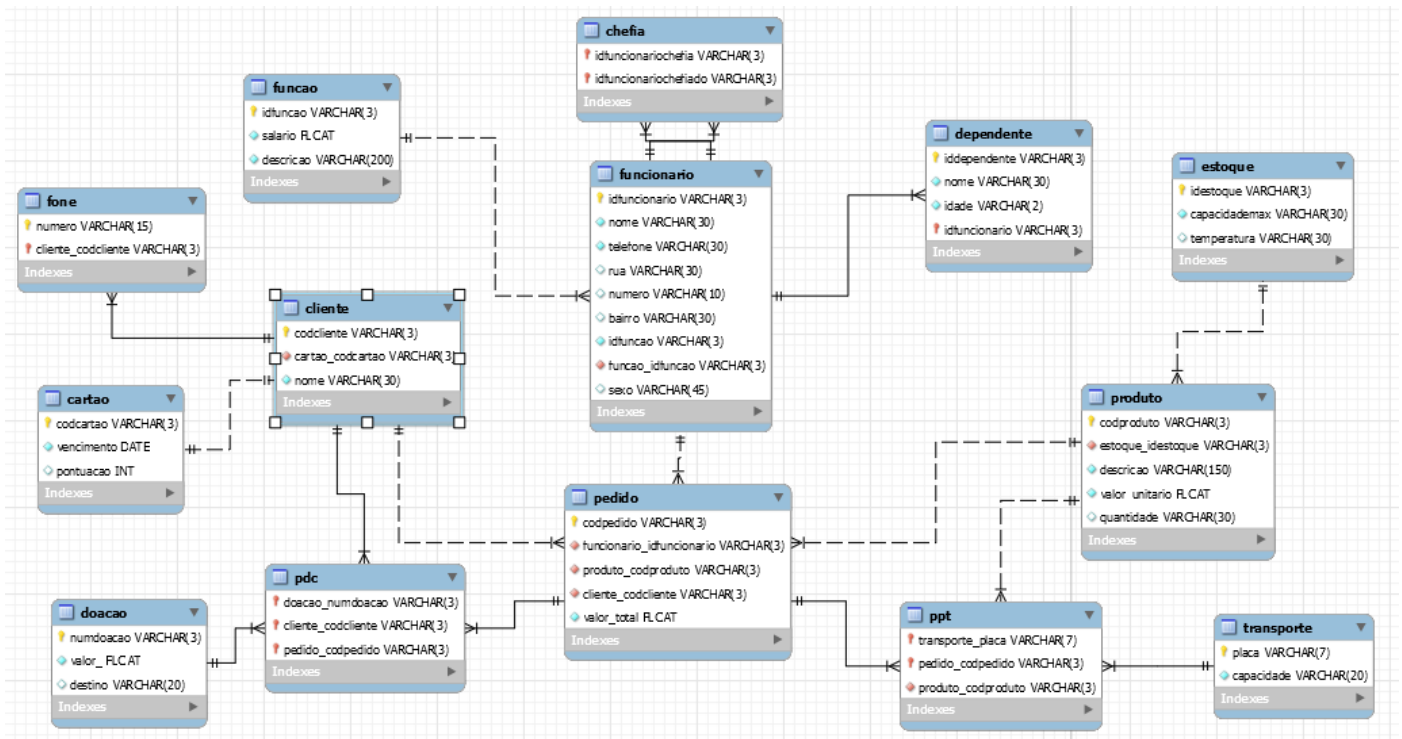 chefia
idfuncionariochefia VARCHAR(3)
idfuncionariochefiado VARCHAR(3)
Indexes
funcao
idfuncao VARCHAR(3)
salario FLOAT
descricao VARCHAR(200)
Indexes
dependente
iddependente VARCHAR(3)
nome VARCHAR(30)
idade VARCHAR(2)
idfuncionario VARCHAR(3)
Indexes
estoque
idestoque VARCHAR(3)
capacidademax VARCHAR(30)
temperatura VARCHAR(30)
Indexes
funcionario
idfuncionario VARCHAR(3)
nome VARCHAR(30)
telefone VARCHAR(30)
rua VARCHAR(30)
numero VARCHAR(10)
bairro VARCHAR(30)
idfuncao VARCHAR(3)
funcao_idfuncao VARCHAR(3)
sexo VARCHAR(45)
Indexes
fone
numero VARCHAR(15)
cliente_codcliente VARCHAR(3)
Indexes
cliente
codcliente VARCHAR(3)
cartao_codcartao VARCHAR(3)
nome VARCHAR(30)
Indexes
cartao
codcartao VARCHAR(3)
vencimento DATE
pontuacao INT
Indexes
produto
codproduto VARCHAR(3)
estoque_idestoque VARCHAR(3)
descricao VARCHAR(150)
valor_unitario FLOAT
quantidade VARCHAR(30)
Indexes
pedido
codpedido VARCHAR(3)
funcionario_idfuncionario VARCHAR(3)
produto_codproduto VARCHAR(3)
cliente_codcliente VARCHAR(3)
valor_total FLOAT
Indexes
pdc
doacao_numdoacao VARCHAR(3)
cliente_codcliente VARCHAR(3)
pedido_codpedido VARCHAR(3)
Indexes
doacao
numdoacao VARCHAR(3)
valor_ FLOAT
destino VARCHAR(20)
Indexes
ppt
transporte_placa VARCHAR(7)
pedido_codpedido VARCHAR(3)
produto_codproduto VARCHAR(3)
Indexes
transporte
placa VARCHAR(7)
capacidade VARCHAR(20)
Indexes